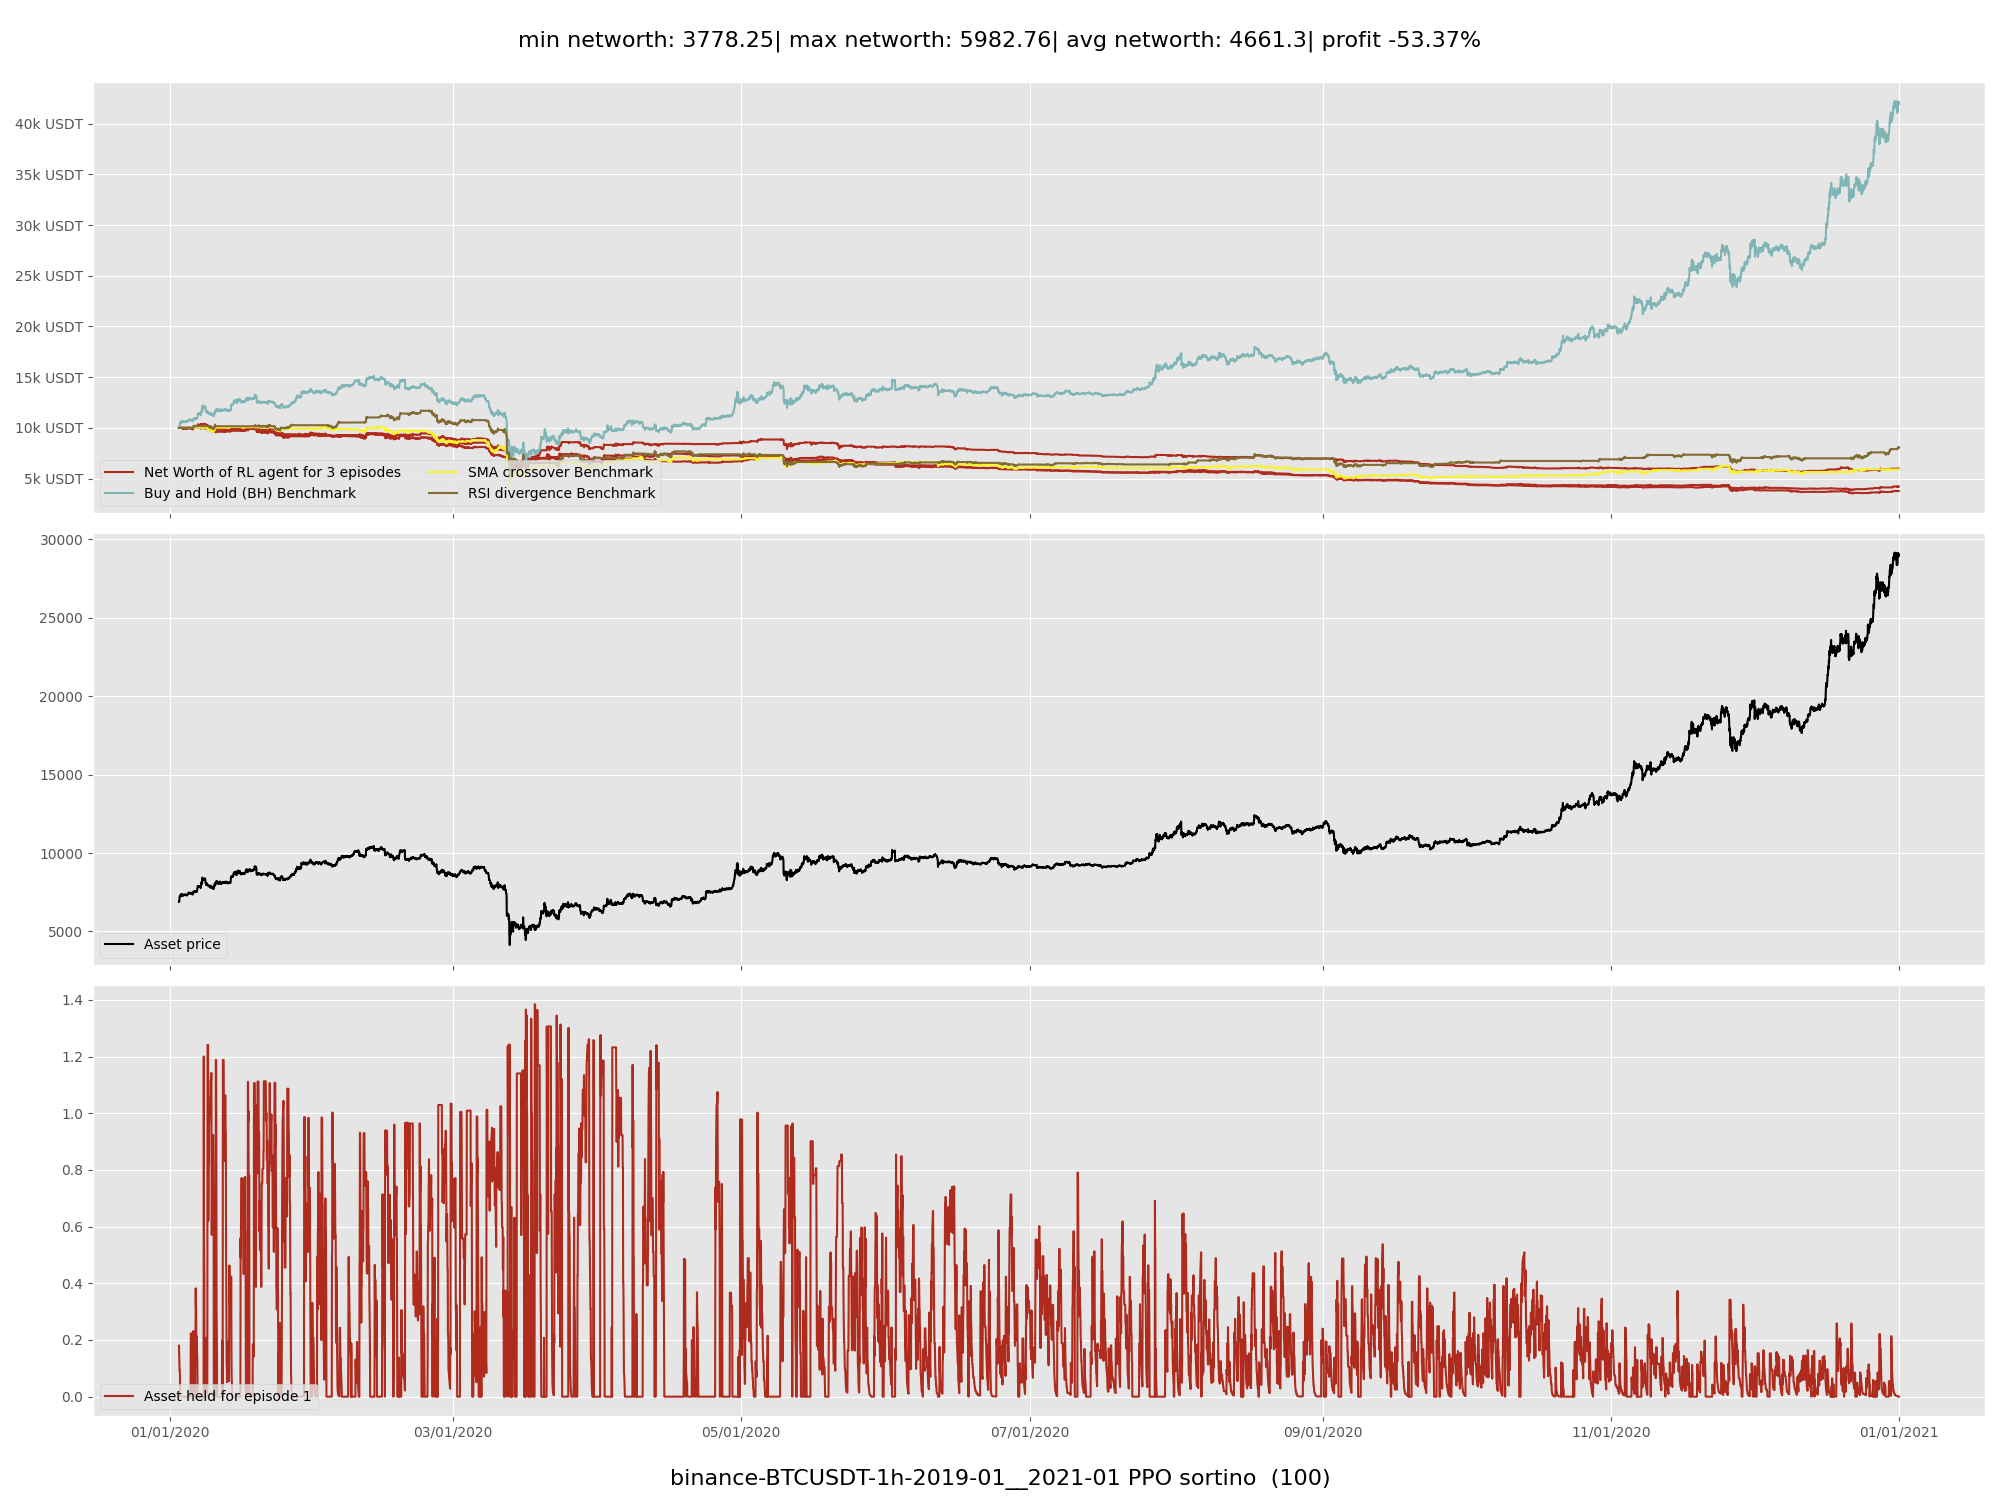 min networth: 3778.25| max networth: 5982.76| avg networth: 4661.3| profit -53.37%
40k USDT
35k USDT
30k USDT
25k USDT
20k USDT
15k USDT
10k USDT
5k USDT
Net Worth of RL agent for 3 episodes
Buy and Hold (BH) Benchmark
SMA crossover Benchmark
RSI divergence Benchmark
30000
25000
20000
15000
10000
5000
Asset price
1.4
1.2
1.0
0.8
0.6
0.4
0.2
0.0
Asset held for episode 1
01/01/2020 03/01/2020 05/01/2020 07/01/2020 09/01/2020 11/01/2020 01/01/2021
binance-BTCUSDT-1h-2019-01__2021-01 PPO sortino (100)